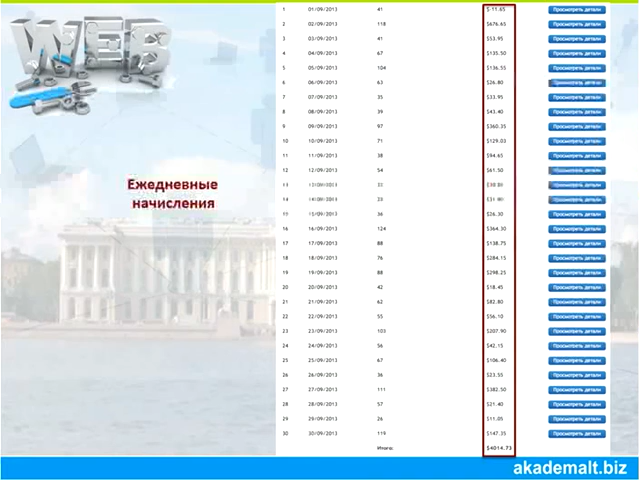 WEB
Ежедневные
начисления
1 01/09/2013 41 Просмотреть детали
2 02/09/2013 118 $676.65 Просмотреть детали
3 03/09/2013 41 $53.95 Просмотреть детали
4 04/09/2013 67 $135.50 Просмотреть детали
5 05/09/2013 104 $136.55 Просмотреть детали
6 06/09/2013 63 $26.80 Просмотреть детали
7 07/09/2013 35 $33.95 Просмотреть детали
8 08/09/2013 39 $43.40 Просмотреть детали
9 09/09/2013 97 $360.35 Просмотреть детали
10 10/09/2013 71 $129.03 Просмотреть детали
11 11/09/2013 38 $94.65 Просмотреть детали
12 12/09/2013 54 $61.50 Просмотреть детали
Просмотреть детали
Просмотреть детали
15/09/2013 36 $26.30 Просмотреть детали
16 16/09/2013 124 $364.30 Просмотреть детали
17 17/09/2013 88 $138.75 Просмотреть детали
18 18/09/2013 76 $284.15 Просмотреть детали
19 19/09/2013 88 $298.25 Просмотреть детали
20 20/09/2013 42 $18.45 Просмотреть детали
21 21/09/2013 62 $82.80 Просмотреть детали
22 22/09/2013 55 $56.10 Просмотреть детали
23 23/09/2013 103 $207.90 Просмотреть детали
24 24/09/2013 56 $42.15 Просмотреть детали
25 25/09/2013 67 $106.40 Просмотреть детали
26 26/09/2013 36 $23.55 Просмотреть детали
27 27/09/2013 111 $382.50 Просмотреть детали
28 28/09/2013 57 $21.40 Просмотреть детали
29 29/09/2013 26 $11.05 Просмотреть детали
30 30/09/2013 119 $147.35 Просмотреть детали
Итого: $4014.73
akademalt.biz